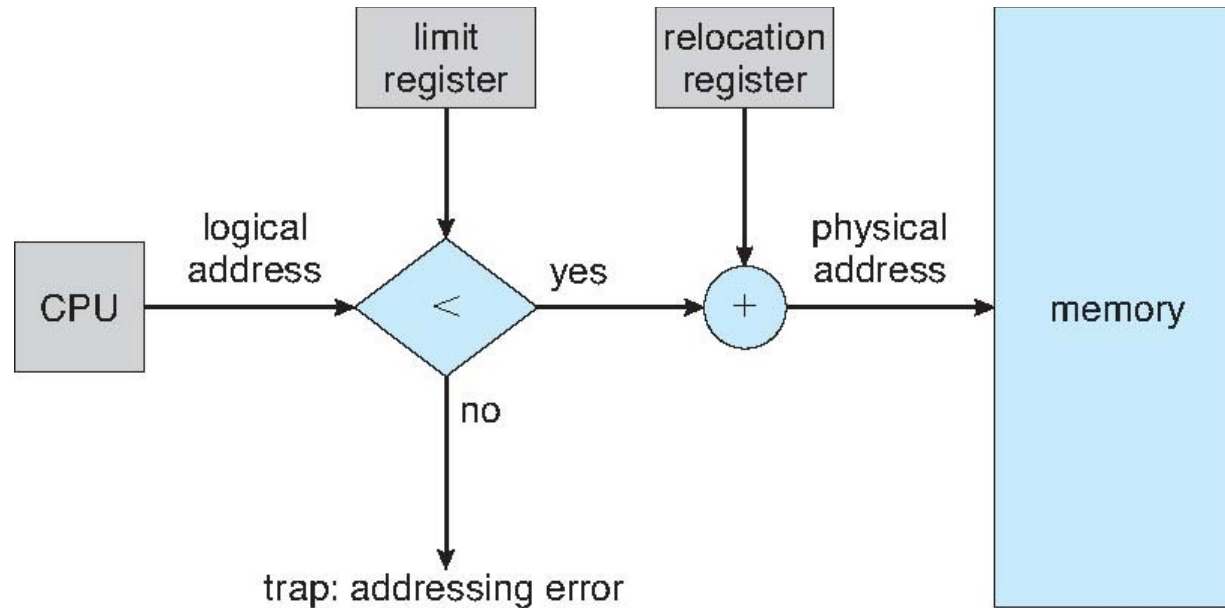 limit
register
relocation
register
logical
address
physical
address
CPU
<
yes
+
memory
no
trap: addressing error